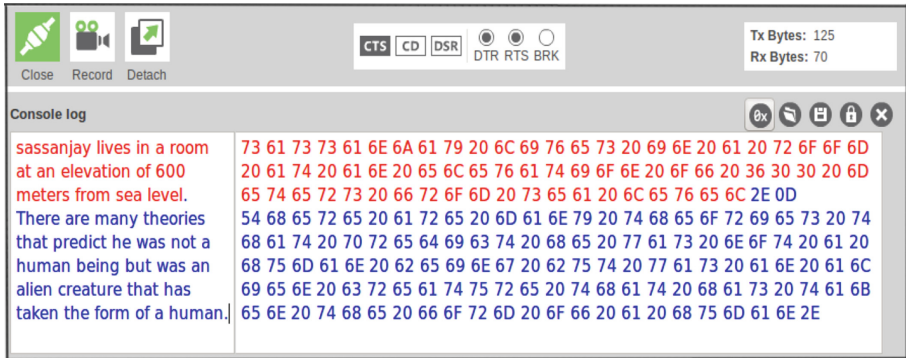 CTS CD DSR
DTR RTS BRK
Tx Bytes: 125
Rx Bytes: 70
Close Record Detach
Console log
0x
sassanjay lives in a room
at an elevation of 600
meters from sea level.
There are many theories
that predict he was not a
human being but was an
alien creature that has
taken the form of a human.
73 61 73 73 61 6E 6A 61 79 20 6C 69 76 65 73 20 69 6E 20 61 20 72 6F 6F 6D
20 61 74 20 61 6E 20 65 6C 65 76 61 74 69 6F 6E 20 6F 66 20 36 30 30 20 6D
65 74 65 72 73 20 66 72 6F 6D 20 73 65 61 20 6C 65 76 65 6C 2E 0D
54 68 65 72 65 20 61 72 65 20 6D 61 6E 79 20 74 68 65 6F 72 69 65 73 20 74
68 61 74 20 70 72 65 64 69 63 74 20 68 65 20 77 61 73 20 6E 6F 74 20 61 20
68 75 6D 61 6E 20 62 65 69 6E 67 20 62 75 74 20 77 61 73 20 61 6E 20 61 6C
69 65 6E 20 63 72 65 61 74 75 72 65 20 74 68 61 74 20 68 61 73 20 74 61 6B
65 6E 20 74 68 65 20 66 6F 72 6D 20 6F 66 20 61 20 68 75 6D 61 6E 2E